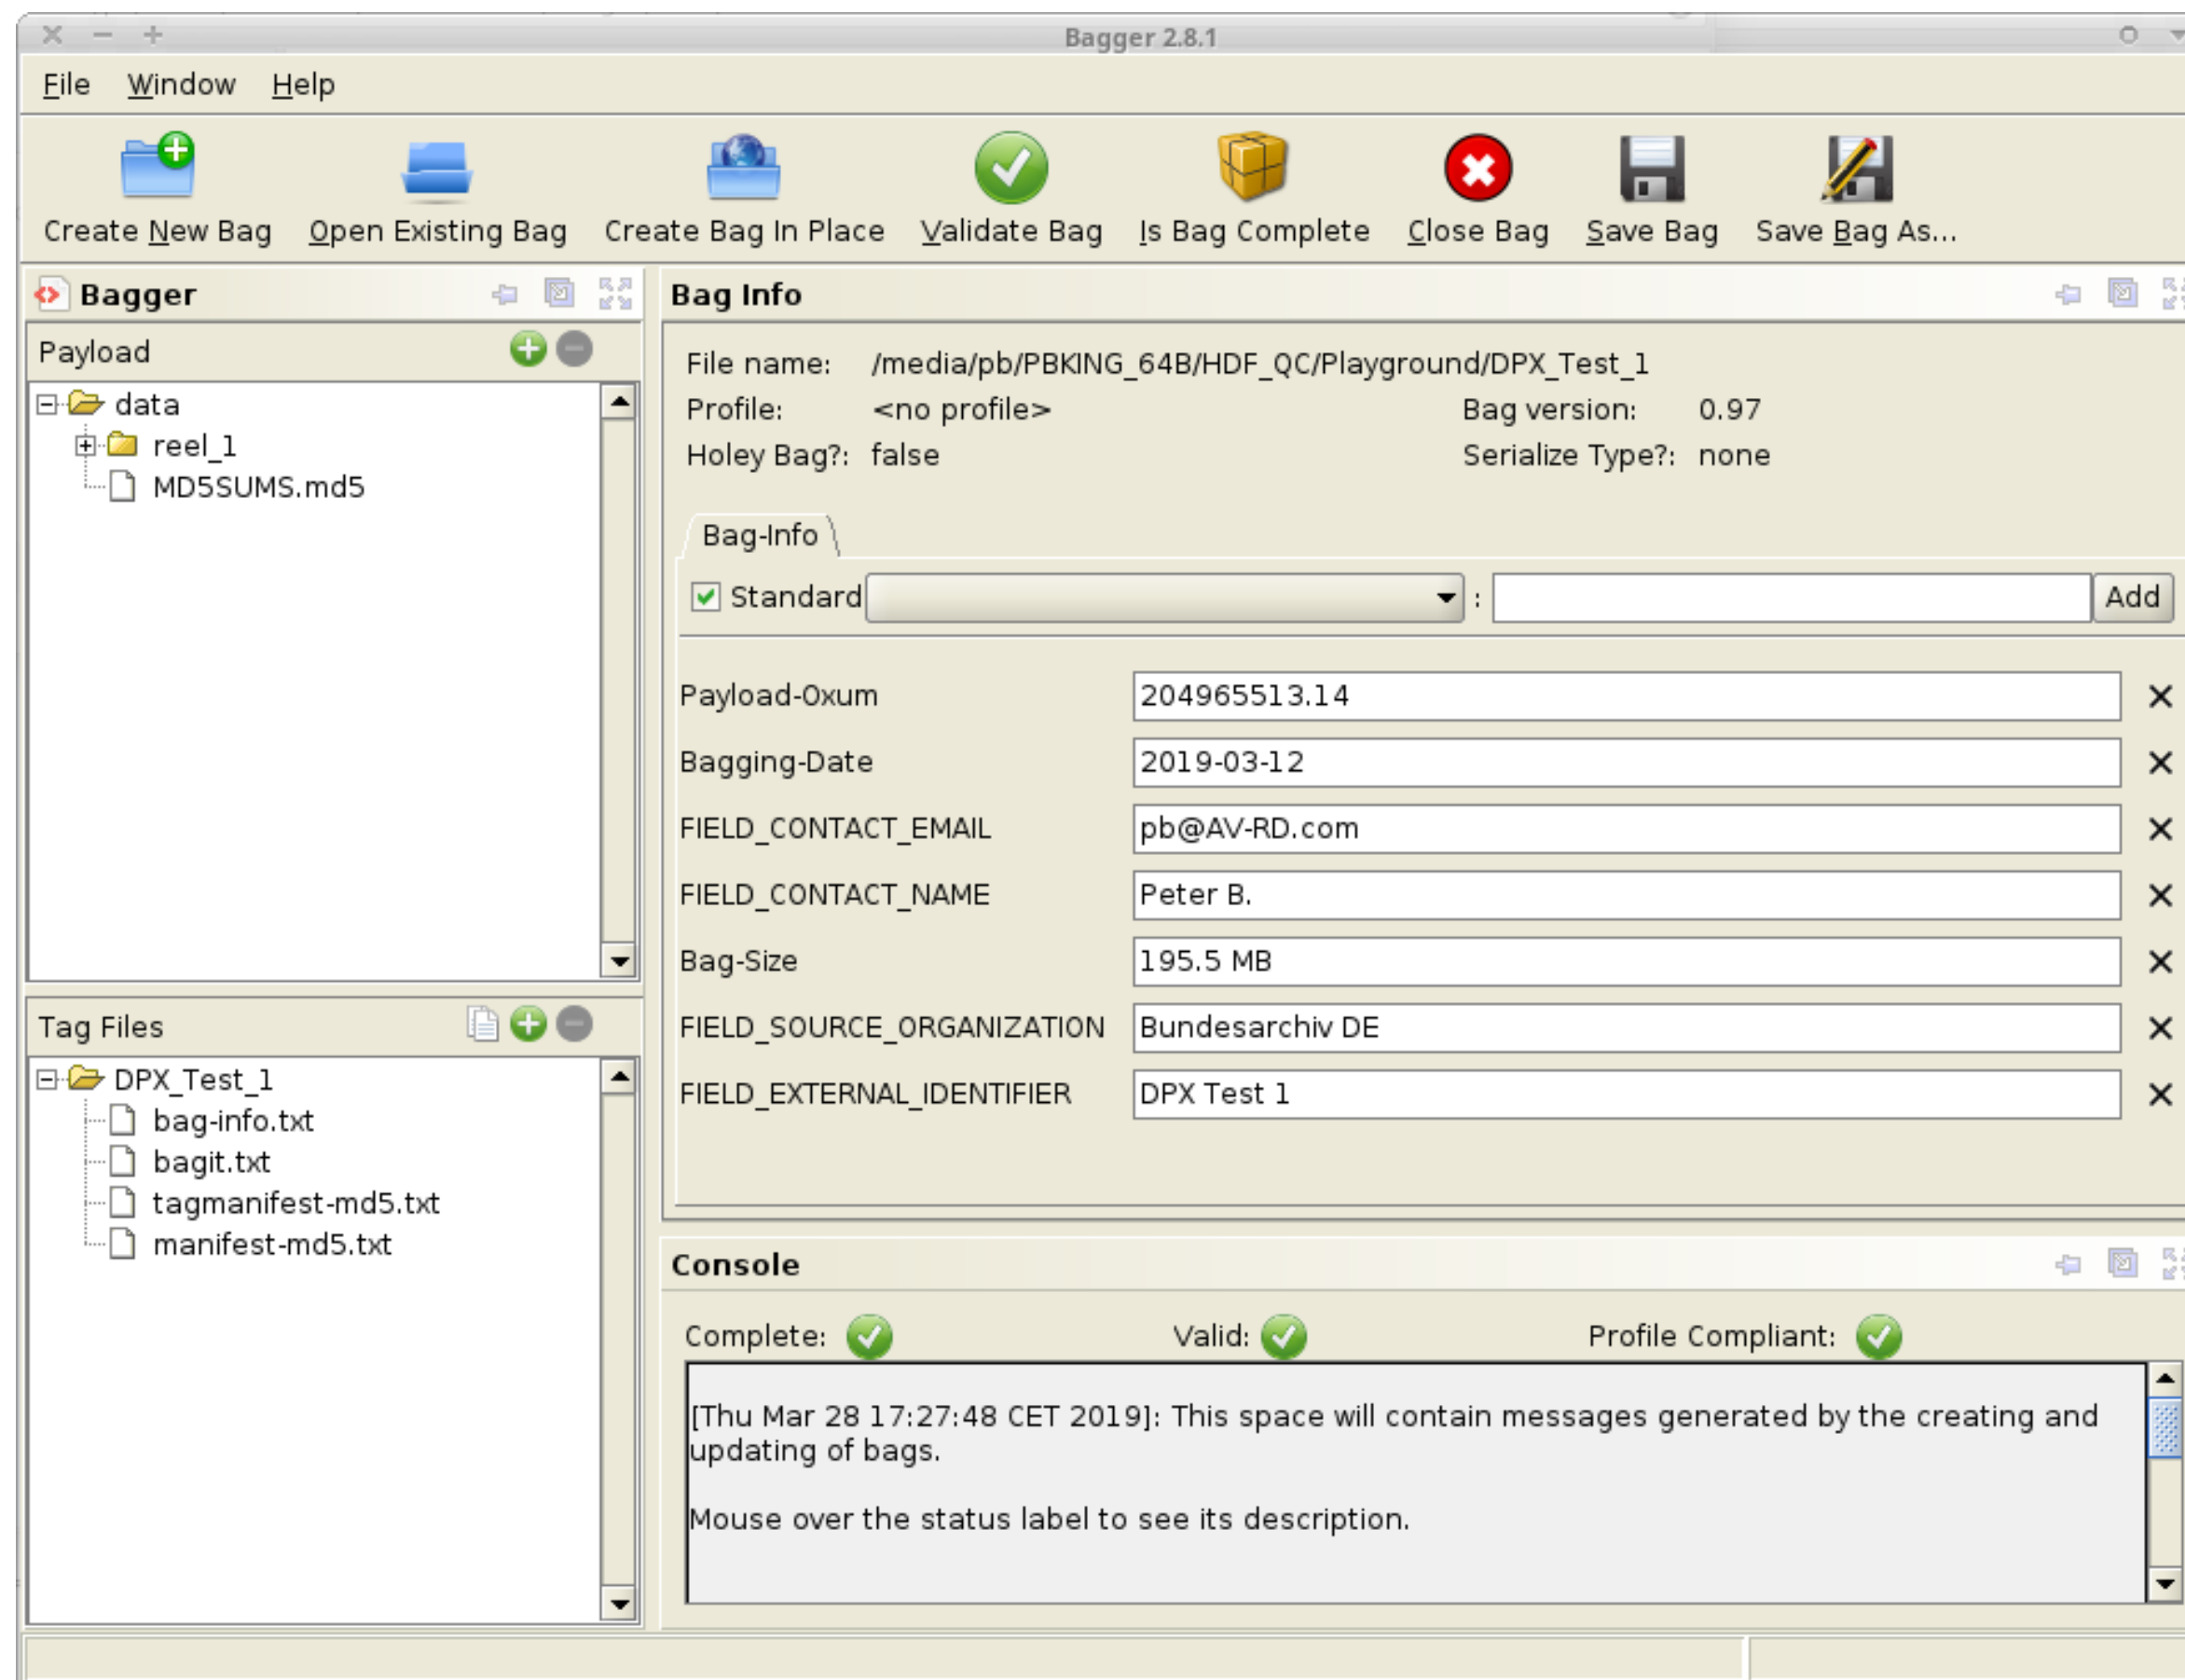 Bagger 2.8.1
File Window Help
Create New Bag Open Existing Bag Create Bag In Place Validate Bag Is Bag Complete Close Bag Save Bag Save Bag As...
Bagger
Payload
data
reel_1
MD5SUMS.md5
Tag Files
DPX_Test_1
bag-info.txt
bagit.txt
tagmanifest-md5.txt
manifest-md5.txt
Bag Info
File name: /media/pb/PBKING_64B/HDF_QC/Playground/DPX_Test_1
Profile: <no profile> Bag version: 0.97
Holey Bag?: false Serialize Type?: none
Bag-Info
Standard : Add
Payload-Oxum 204965513.14
Bagging-Date 2019-03-12
FIELD_CONTACT_EMAIL pb@AV-RD.com
FIELD_CONTACT_NAME Peter B.
Bag-Size 195.5 MB
FIELD_SOURCE_ORGANIZATION Bundesarchiv DE
FIELD_EXTERNAL_IDENTIFIER DPX Test 1
Console
Complete: Valid: Profile Compliant:
[Thu Mar 28 17:27:48 CET 2019]: This space will contain messages generated by the creating and
updating of bags.
Mouse over the status label to see its description.